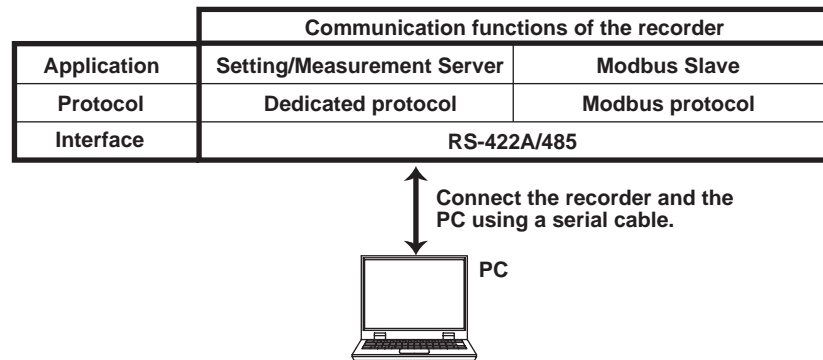 Communication functions of the recorder
Application Setting/Measurement Server Modbus Slave
Protocol Dedicated protocol Modbus protocol
Interface RS-422A/485
Connect the recorder and the
PC using a serial cable.
PC